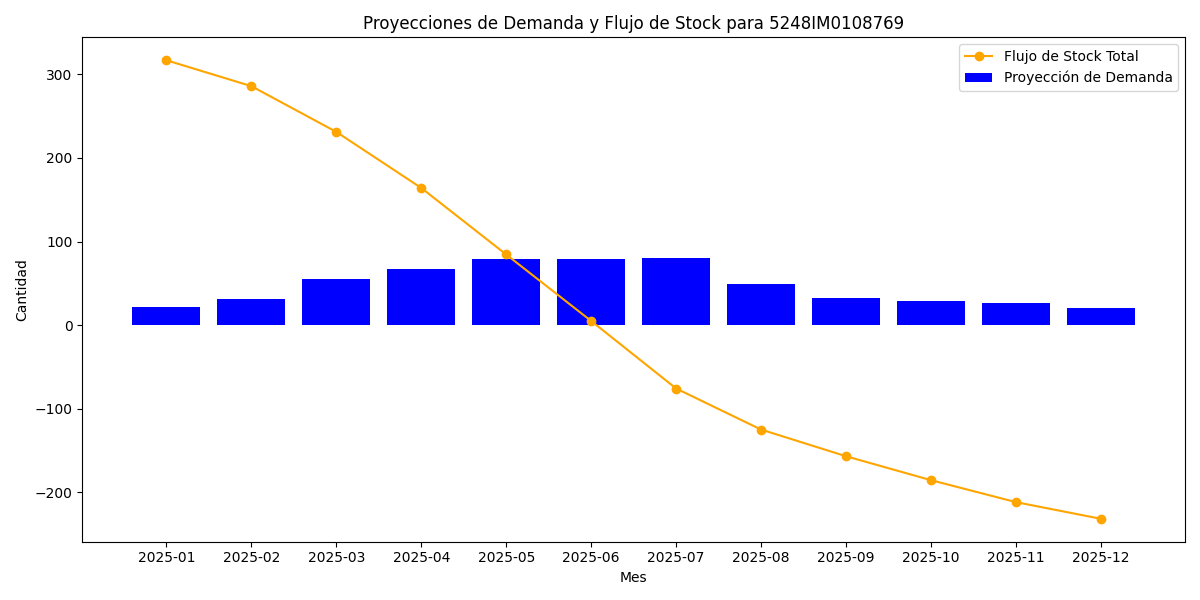 Proyecciones de Demanda y Flujo de Stock para 5248IM0108769
Flujo de Stock Total
Proyección de Demanda
Cantidad
300
200
100
0
−100
−200
2025-01 2025-02 2025-03 2025-04 2025-05 2025-06 2025-07 2025-08 2025-09 2025-10 2025-11 2025-12
Mes